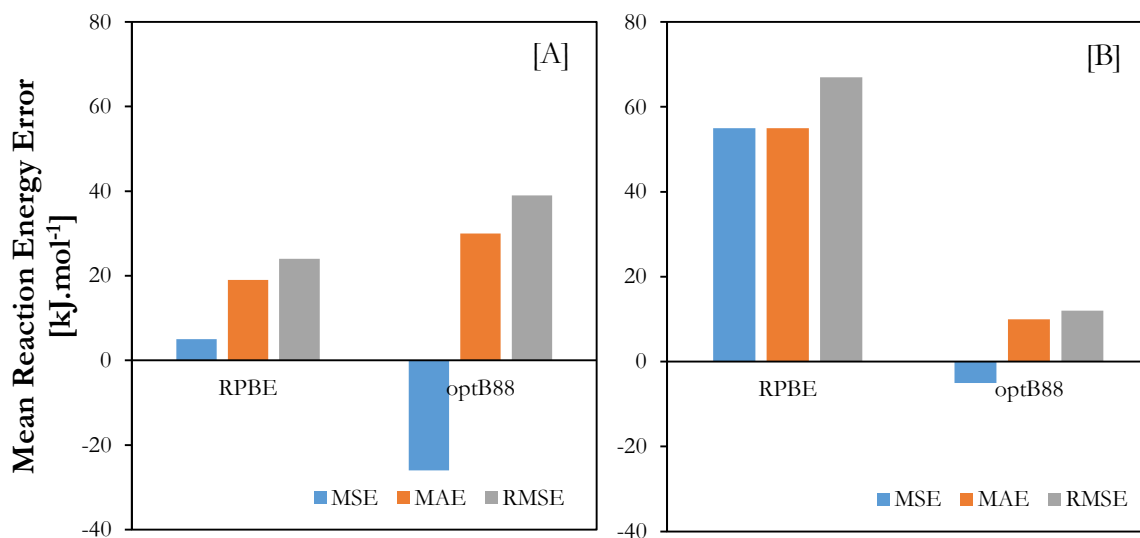 Mean Reaction Energy Error
[kJ.mol-1]
80
60
40
20
0
-20
-40
[A]
RPBE
optB88
MSE
MAE
RMSE
80
60
40
20
0
-20
-40
[B]
RPBE
optB88
MSE
MAE
RMSE